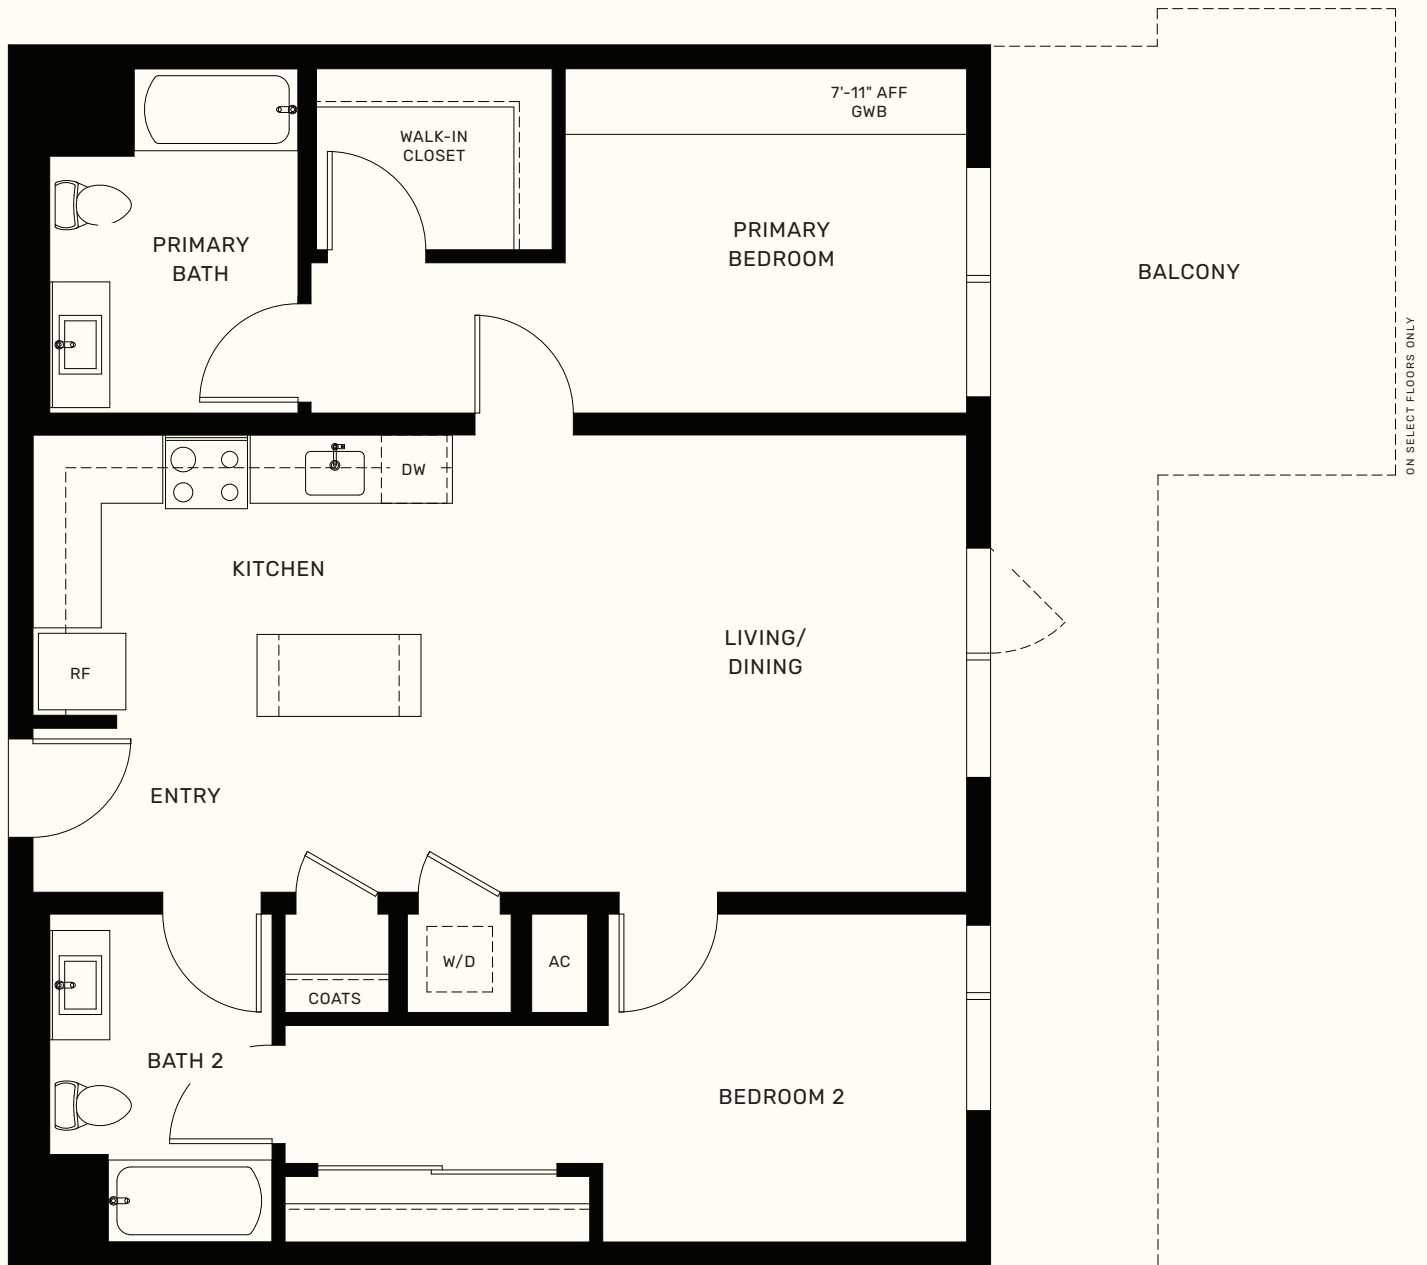 7'-11" AFF
GWB
WALK-IN
CLOSET
PRIMARY
BATH
PRIMARY
BEDROOM
BALCONY
ON SELECT FLOORS ONLY
DW
KITCHEN
LIVING/
DINING
RF
ENTRY
W/D
AC
COATS
BATH 2
BEDROOM 2